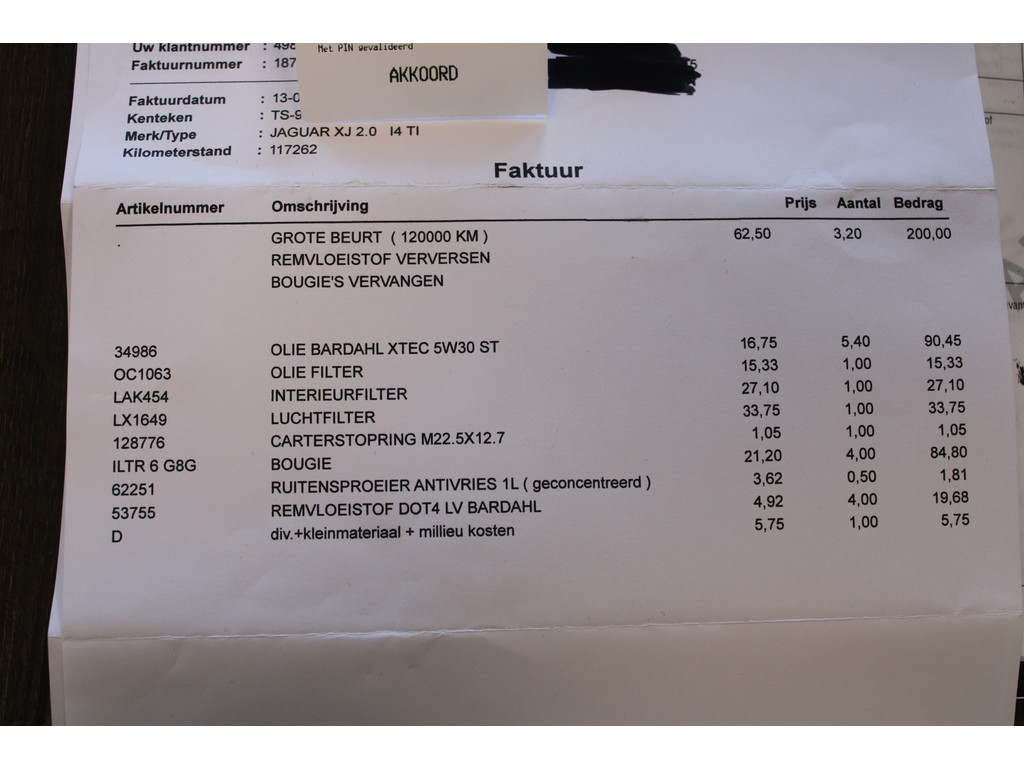 Uw klantnummer : 498
Met PIN gevalideerd
Faktuurnummer : 187
AKKOORD
Faktuurdatum : 13-0
Kenteken : TS-9
Merk/Type : JAGUAR XJ 2.0 I4 TI
Kilometerstand : 117262
Faktuur
Artikelnummer Omschrijving Prijs Aantal Bedrag
GROTE BEURT ( 120000 KM ) 62,50 3,20 200,00
REMVLOEISTOF VERVERSEN
BOUGIE'S VERVANGEN
34986 OLIE BARDAHL XTEC 5W30 ST 16,75 5,40 90,45
OC1063 OLIE FILTER 15,33 1,00 15,33
LAK454 INTERIEURFILTER 27,10 1,00 27,10
LX1649 LUCHTFILTER 33,75 1,00 33,75
128776 CARTERSTOPRING M22.5X12.7 1,05 1,00 1,05
ILTR 6 G8G BOUGIE 21,20 4,00 84,80
62251 RUITENSPROEIER ANTIVRIES 1L ( geconcentreerd ) 3,62 0,50 1,81
53755 REMVLOEISTOF DOT4 LV BARDAHL 4,92 4,00 19,68
D div.+kleinmateriaal + millieu kosten 5,75 1,00 5,75